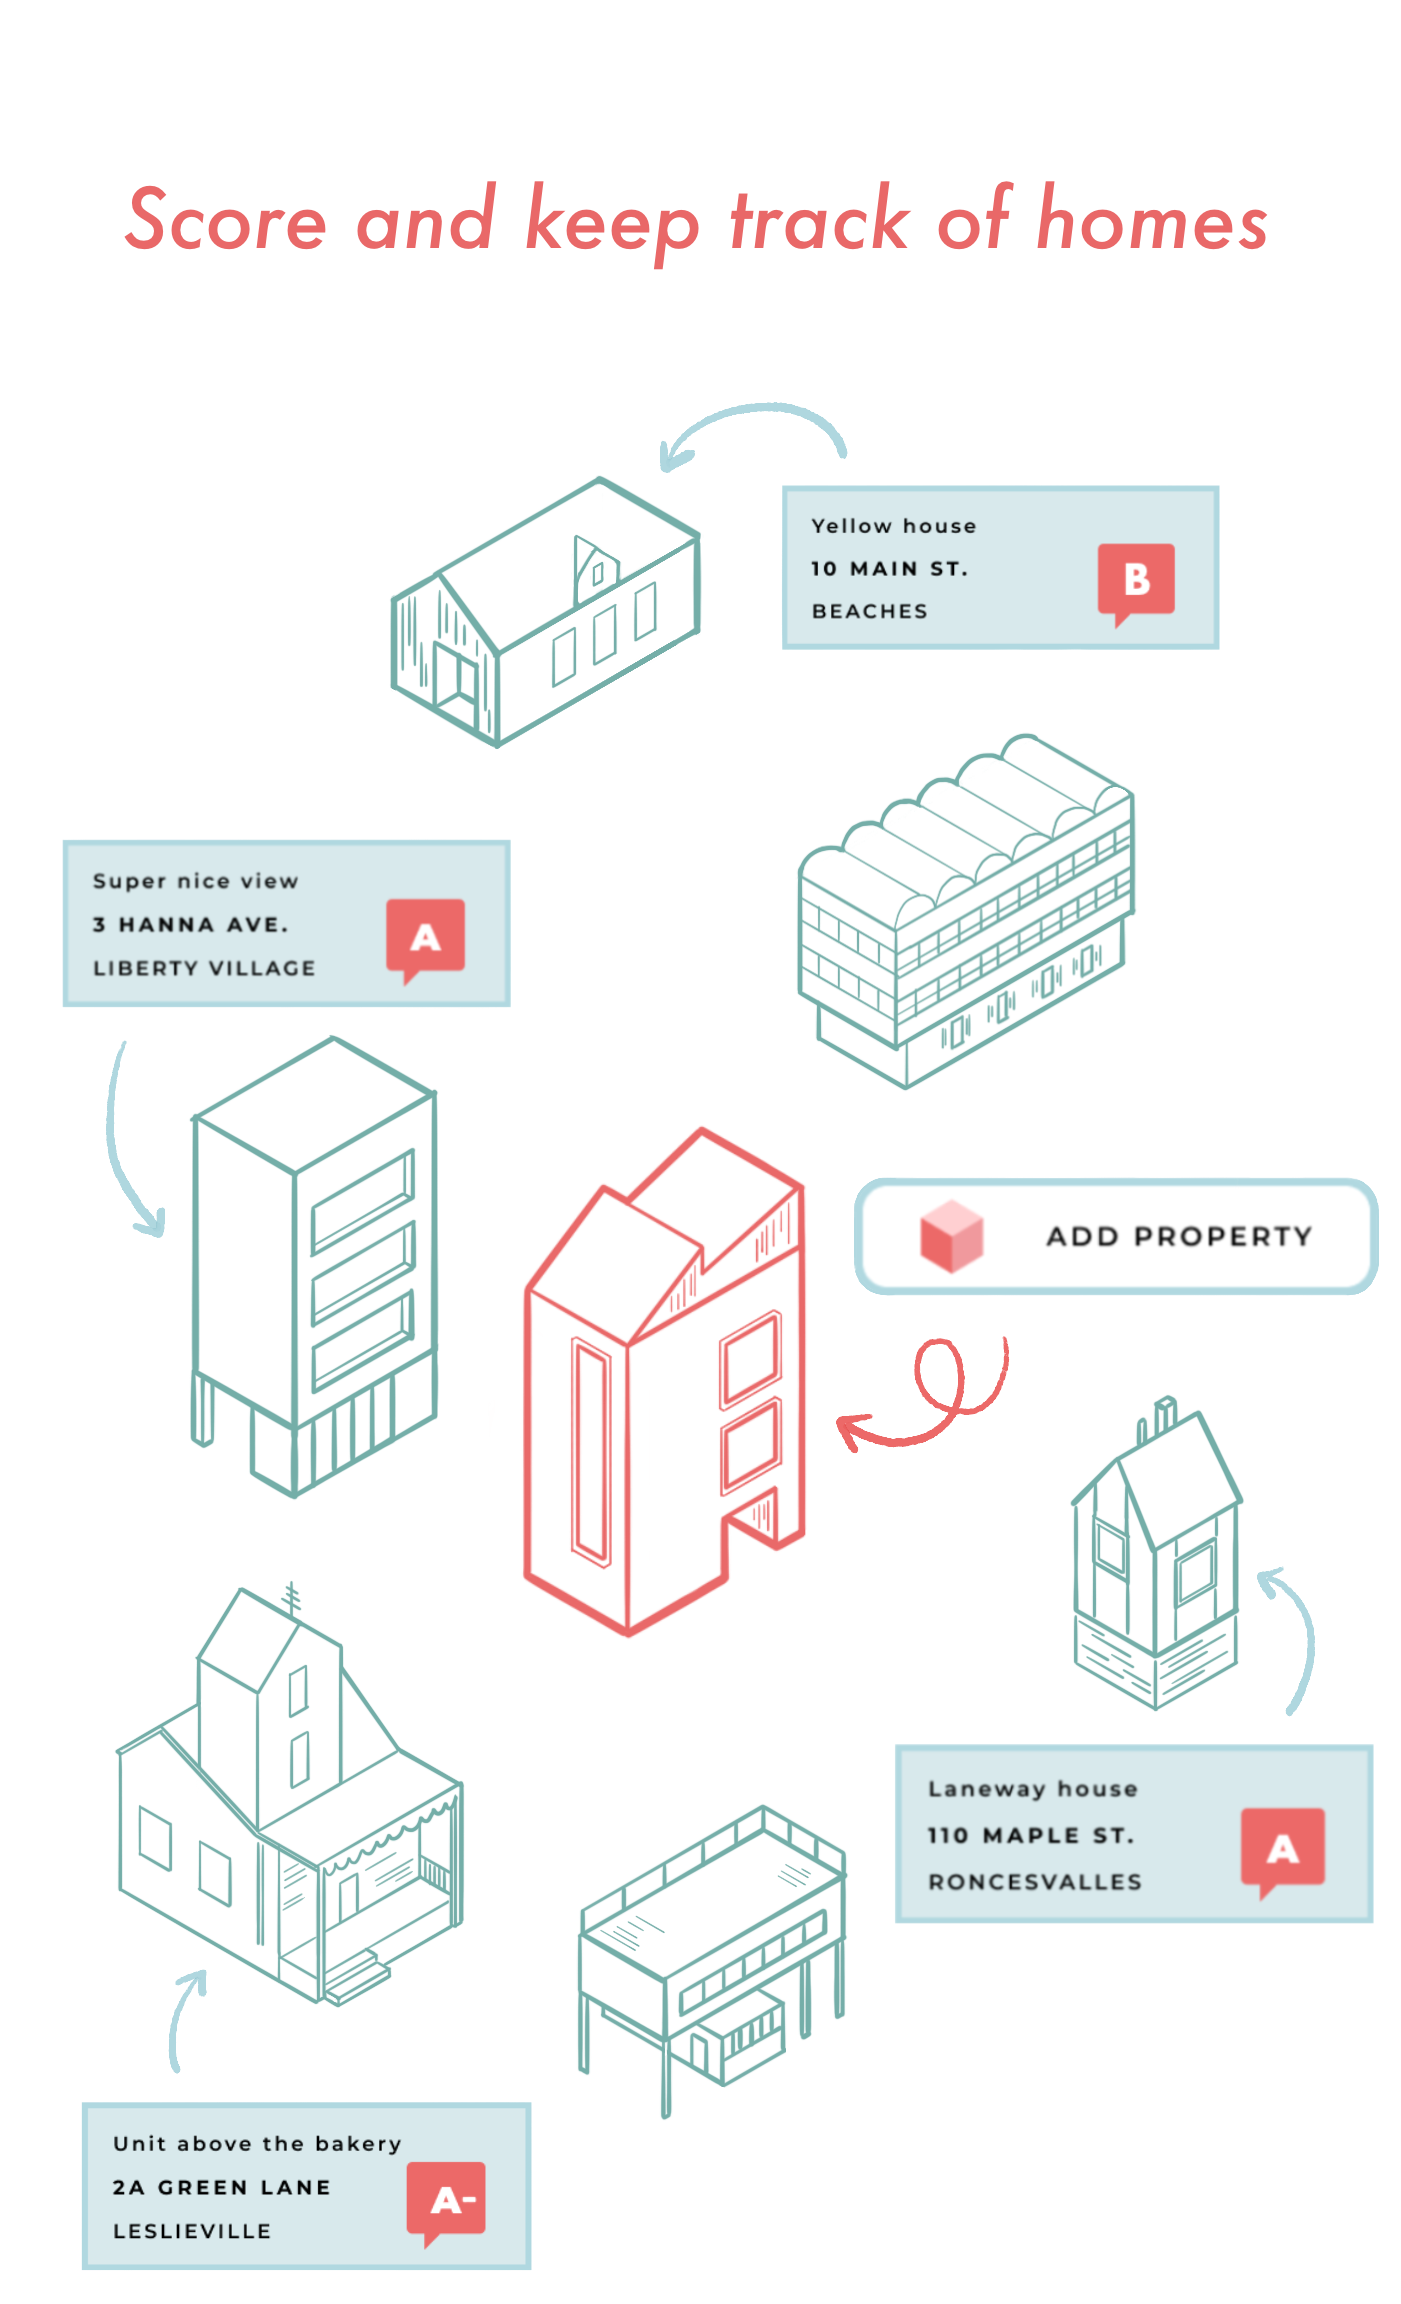 Score and keep track of homes
Yellow house
10 MAIN ST.
BEACHES
B
Super nice view
3 HANNA AVE.
LIBERTY VILLAGE
A
ADD PROPERTY
Laneway house
110 MAPLE ST.
RONCESVALLES
A
Unit above the bakery
2A GREEN LANE
LESLIEVILLE
A-